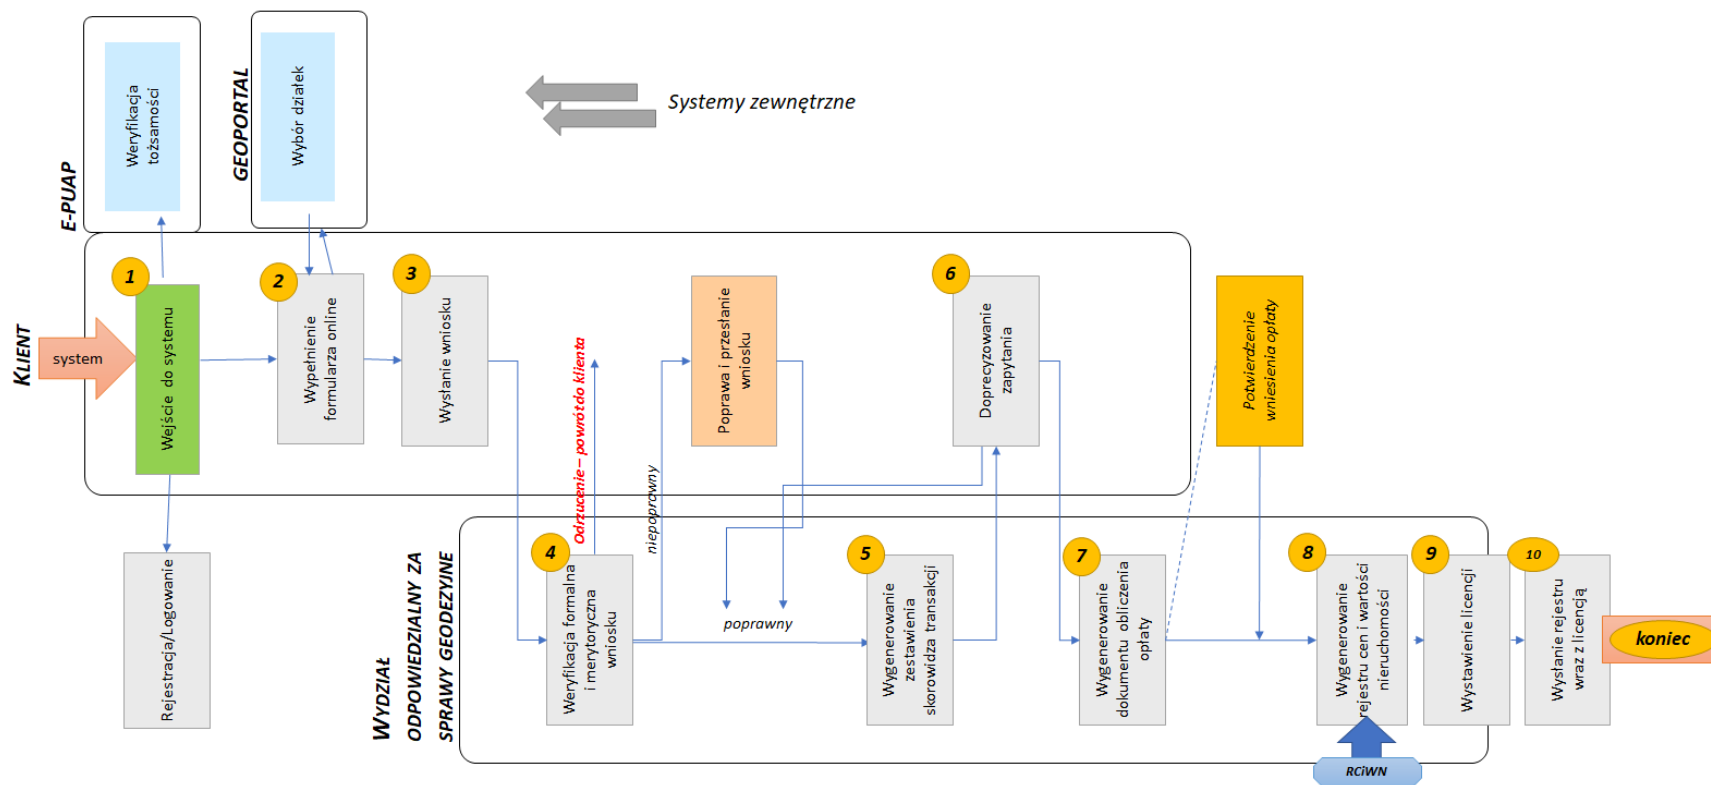 E-PUAP
Weryfikacja
tożsamości
GEOPORTAL
Wybór działek
Systemy zewnętrzne
KLIENT
system
1
Wejście do systemu
2
Wypełnienie
formularza online
3
Wysłanie wniosku
Odrzucenie – powrót do klienta
niepoprawny
Poprawa i przesłanie
wniosku
6
Doprecyzowanie
zapytania
Potwierdzenie
wniesienia opłaty
Rejestracja/Logowanie
WYDZIAŁ
ODPOWIEDZIALNY ZA
SPRAWY GEODEZYJNE
4
Weryfikacja formalna
i merytoryczna
wniosku
poprawny
5
Wygenerowanie
zestawienia
skorowidza transakcji
7
Wygenerowanie
dokumentu obliczenia
opłaty
8
Wygenerowanie
rejestru cen i wartości
nieruchomości
9
Wystawienie licencji
10
Wysłanie rejestru
wraz z licencją
koniec
RCiWN